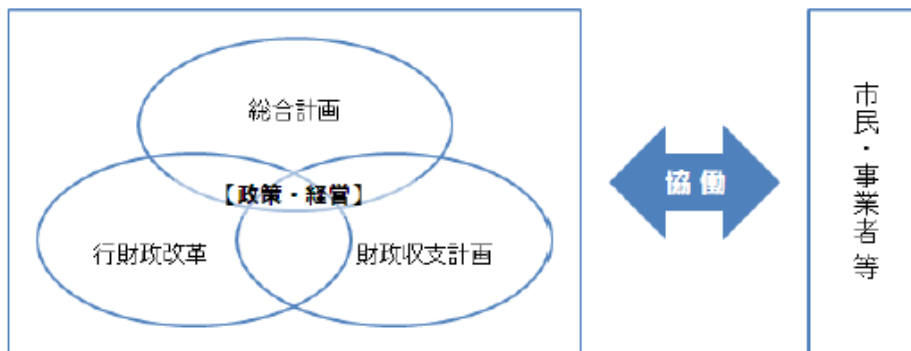 総合計画
【政策・経営】
行財政改革
財政収支計画
協働
市民・事業者等